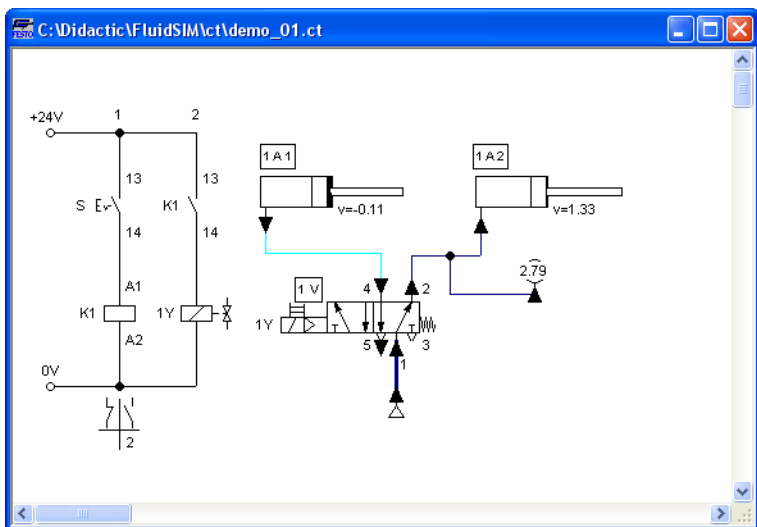 FESTO C:\Didactic\FluidSIM\ct\demo_01.ct
1 2
+24V
1A1 1A2
13 13
S K1
v=-0.11 v=1.33
14 14
2.79
A1 1V 4 2
K1 1Y 1Y
A2 5 3
1
0V
2